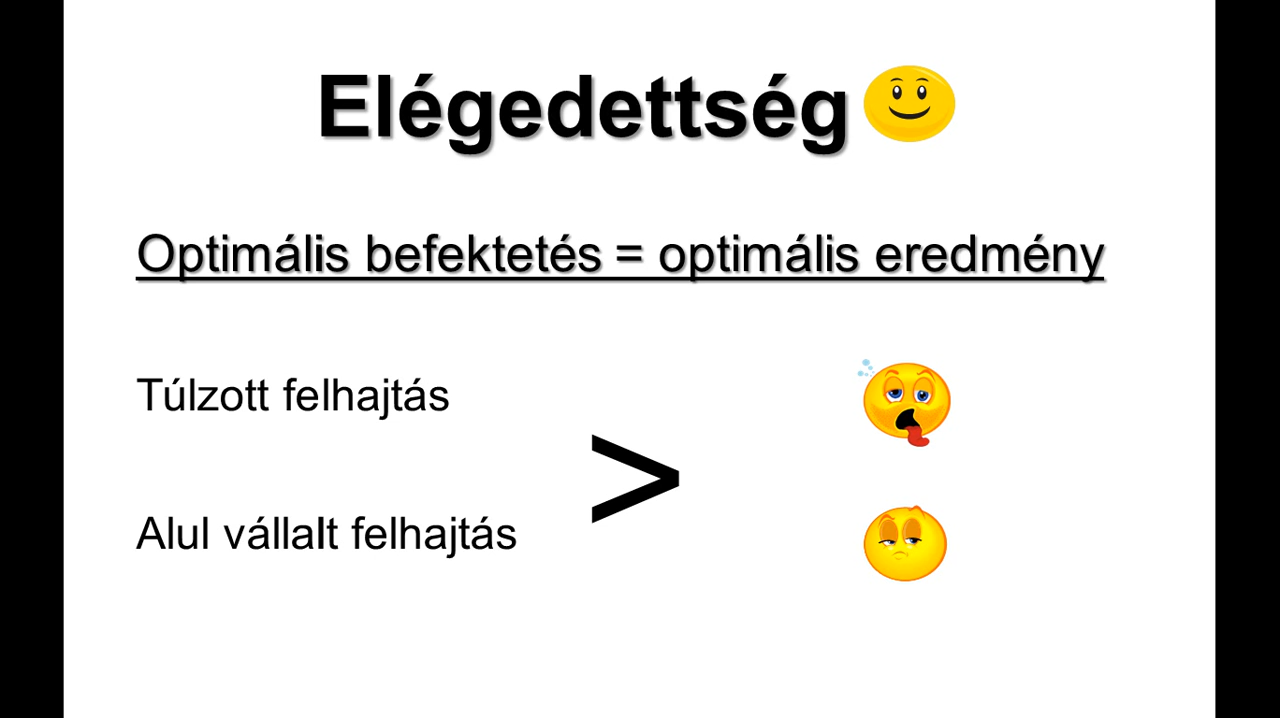 Elégedettség
Optimális befektetés = optimális eredmény
Túlzott felhajtás
>
Alul vállalt felhajtás